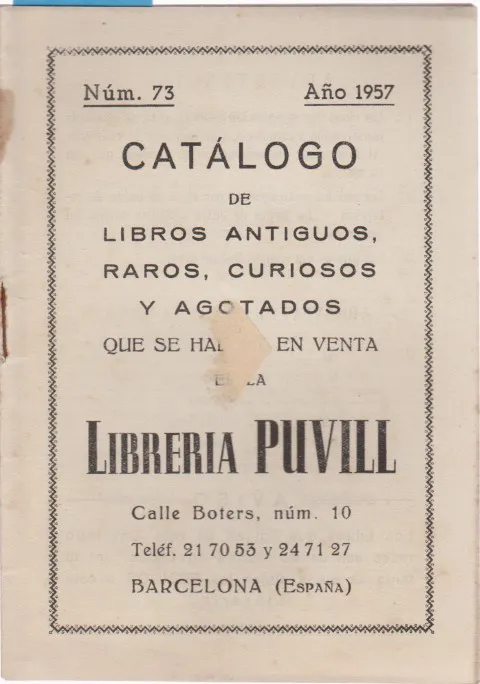 Núm. 73 Año 1957
CATÁLOGO
DE
LIBROS ANTIGUOS,
RAROS, CURIOSOS
Y AGOTADOS
QUE SE EN VENTA
LA
LIBRERIA PUVILL
Calle Boters, núm. 10
Teléf. 21 70 53 y 24 71 27
BARCELONA (ESPAÑA)